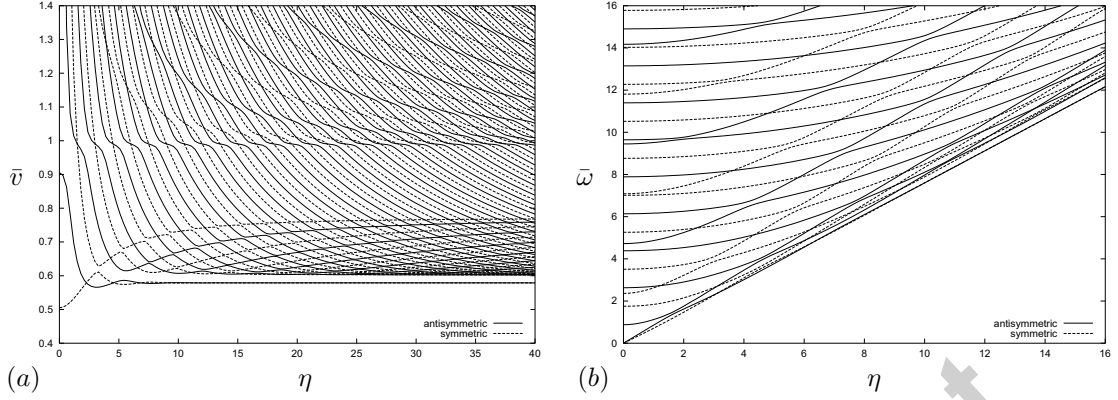 1.4
1.3
1.2
1.1
1
0.9
0.8
0.7
0.6
0.5
0.4
v̄
0 5 10 15 20 25 30 35 40
antisymmetric
symmetric
(a) η
16
14
12
10
8
6
4
2
0
ω̄
0 2 4 6 8 10 12 14 16
antisymmetric
symmetric
(b) η
t